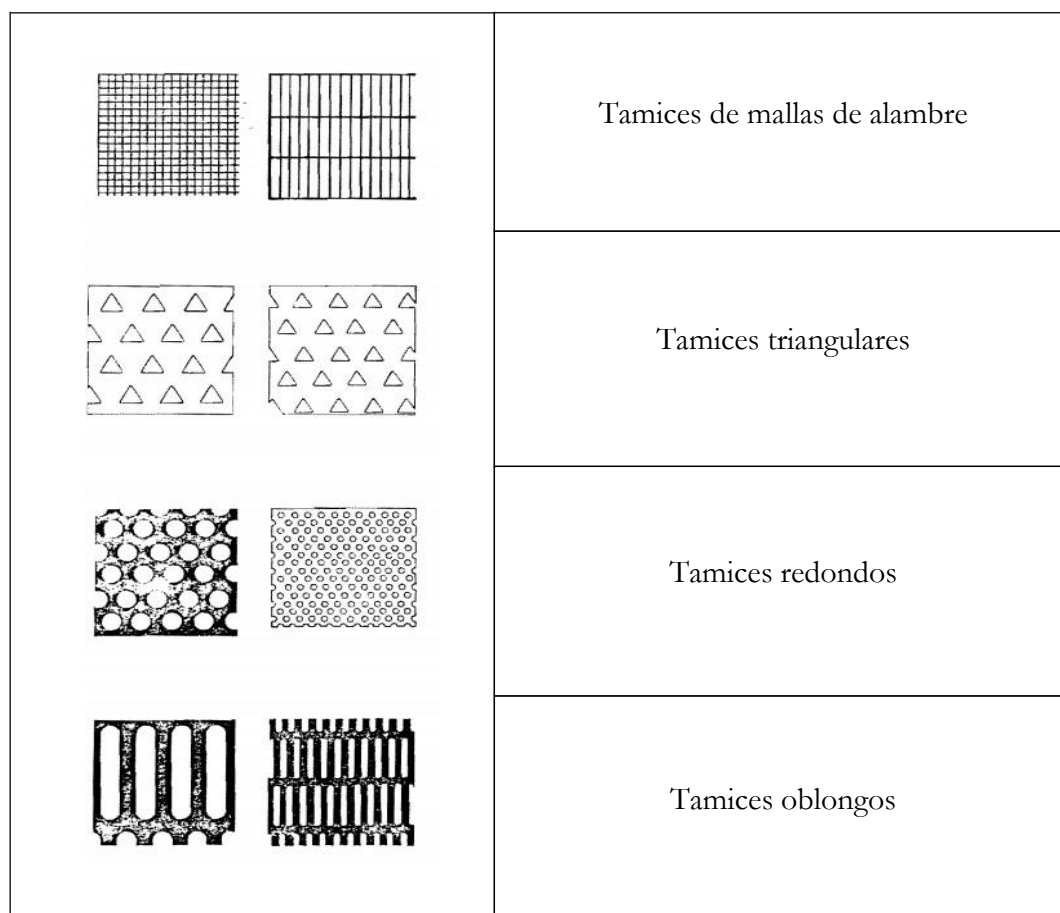 Tamices de mallas de alambre
Tamices triangulares
Tamices redondos
Tamices oblongos